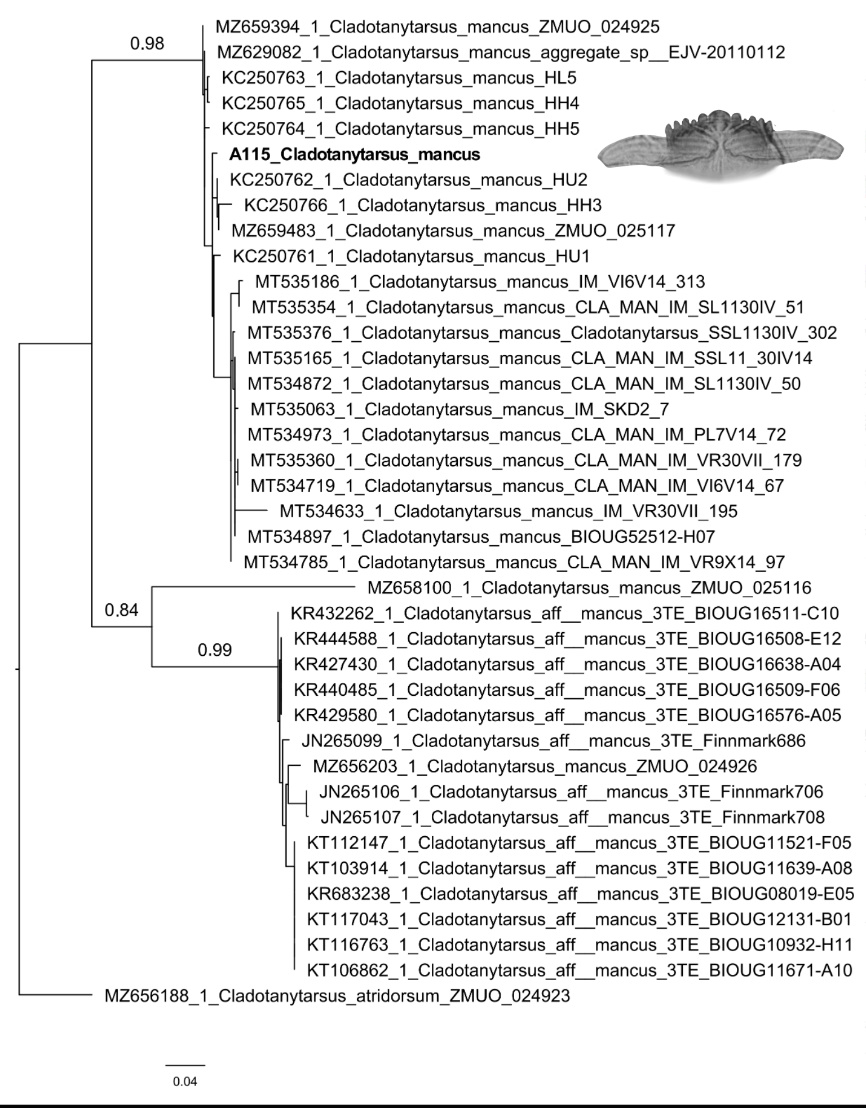 MZ659394_1_Cladotanytarsus_mancus_ZMUO_024925
0.98
MZ629082_1_Cladotanytarsus_mancus_aggregate_sp__EJV-20110112
KC250763_1_Cladotanytarsus_mancus_HL5
KC250765_1_Cladotanytarsus_mancus_HH4
KC250764_1_Cladotanytarsus_mancus_HH5
A115_Cladotanytarsus_mancus
KC250762_1_Cladotanytarsus_mancus_HU2
KC250766_1_Cladotanytarsus_mancus_HH3
MZ659483_1_Cladotanytarsus_mancus_ZMUO_025117
KC250761_1_Cladotanytarsus_mancus_HU1
MT535186_1_Cladotanytarsus_mancus_IM_VI6V14_313
MT535354_1_Cladotanytarsus_mancus_CLA_MAN_IM_SL1130IV_51
MT535376_1_Cladotanytarsus_mancus_Cladotanytarsus_SSL1130IV_302
MT535165_1_Cladotanytarsus_mancus_CLA_MAN_IM_SSL11_30IV14
MT534872_1_Cladotanytarsus_mancus_CLA_MAN_IM_SL1130IV_50
MT535063_1_Cladotanytarsus_mancus_IM_SKD2_7
MT534973_1_Cladotanytarsus_mancus_CLA_MAN_IM_PL7V14_72
MT535360_1_Cladotanytarsus_mancus_CLA_MAN_IM_VR30VII_179
MT534719_1_Cladotanytarsus_mancus_CLA_MAN_IM_VI6V14_67
MT534633_1_Cladotanytarsus_mancus_IM_VR30VII_195
MT534897_1_Cladotanytarsus_mancus_BIOUG52512-H07
MT534785_1_Cladotanytarsus_mancus_CLA_MAN_IM_VR9X14_97
MZ658100_1_Cladotanytarsus_mancus_ZMUO_025116
0.84
KR432262_1_Cladotanytarsus_aff__mancus_3TE_BIOUG16511-C10
KR444588_1_Cladotanytarsus_aff__mancus_3TE_BIOUG16508-E12
0.99
KR427430_1_Cladotanytarsus_aff__mancus_3TE_BIOUG16638-A04
KR440485_1_Cladotanytarsus_aff__mancus_3TE_BIOUG16509-F06
KR429580_1_Cladotanytarsus_aff__mancus_3TE_BIOUG16576-A05
JN265099_1_Cladotanytarsus_aff__mancus_3TE_Finnmark686
MZ656203_1_Cladotanytarsus_mancus_ZMUO_024926
JN265106_1_Cladotanytarsus_aff__mancus_3TE_Finnmark706
JN265107_1_Cladotanytarsus_aff__mancus_3TE_Finnmark708
KT112147_1_Cladotanytarsus_aff__mancus_3TE_BIOUG11521-F05
KT103914_1_Cladotanytarsus_aff__mancus_3TE_BIOUG11639-A08
KR683238_1_Cladotanytarsus_aff__mancus_3TE_BIOUG08019-E05
KT117043_1_Cladotanytarsus_aff__mancus_3TE_BIOUG12131-B01
KT116763_1_Cladotanytarsus_aff__mancus_3TE_BIOUG10932-H11
KT106862_1_Cladotanytarsus_aff__mancus_3TE_BIOUG11671-A10
MZ656188_1_Cladotanytarsus_atridorsum_ZMUO_024923
0.04